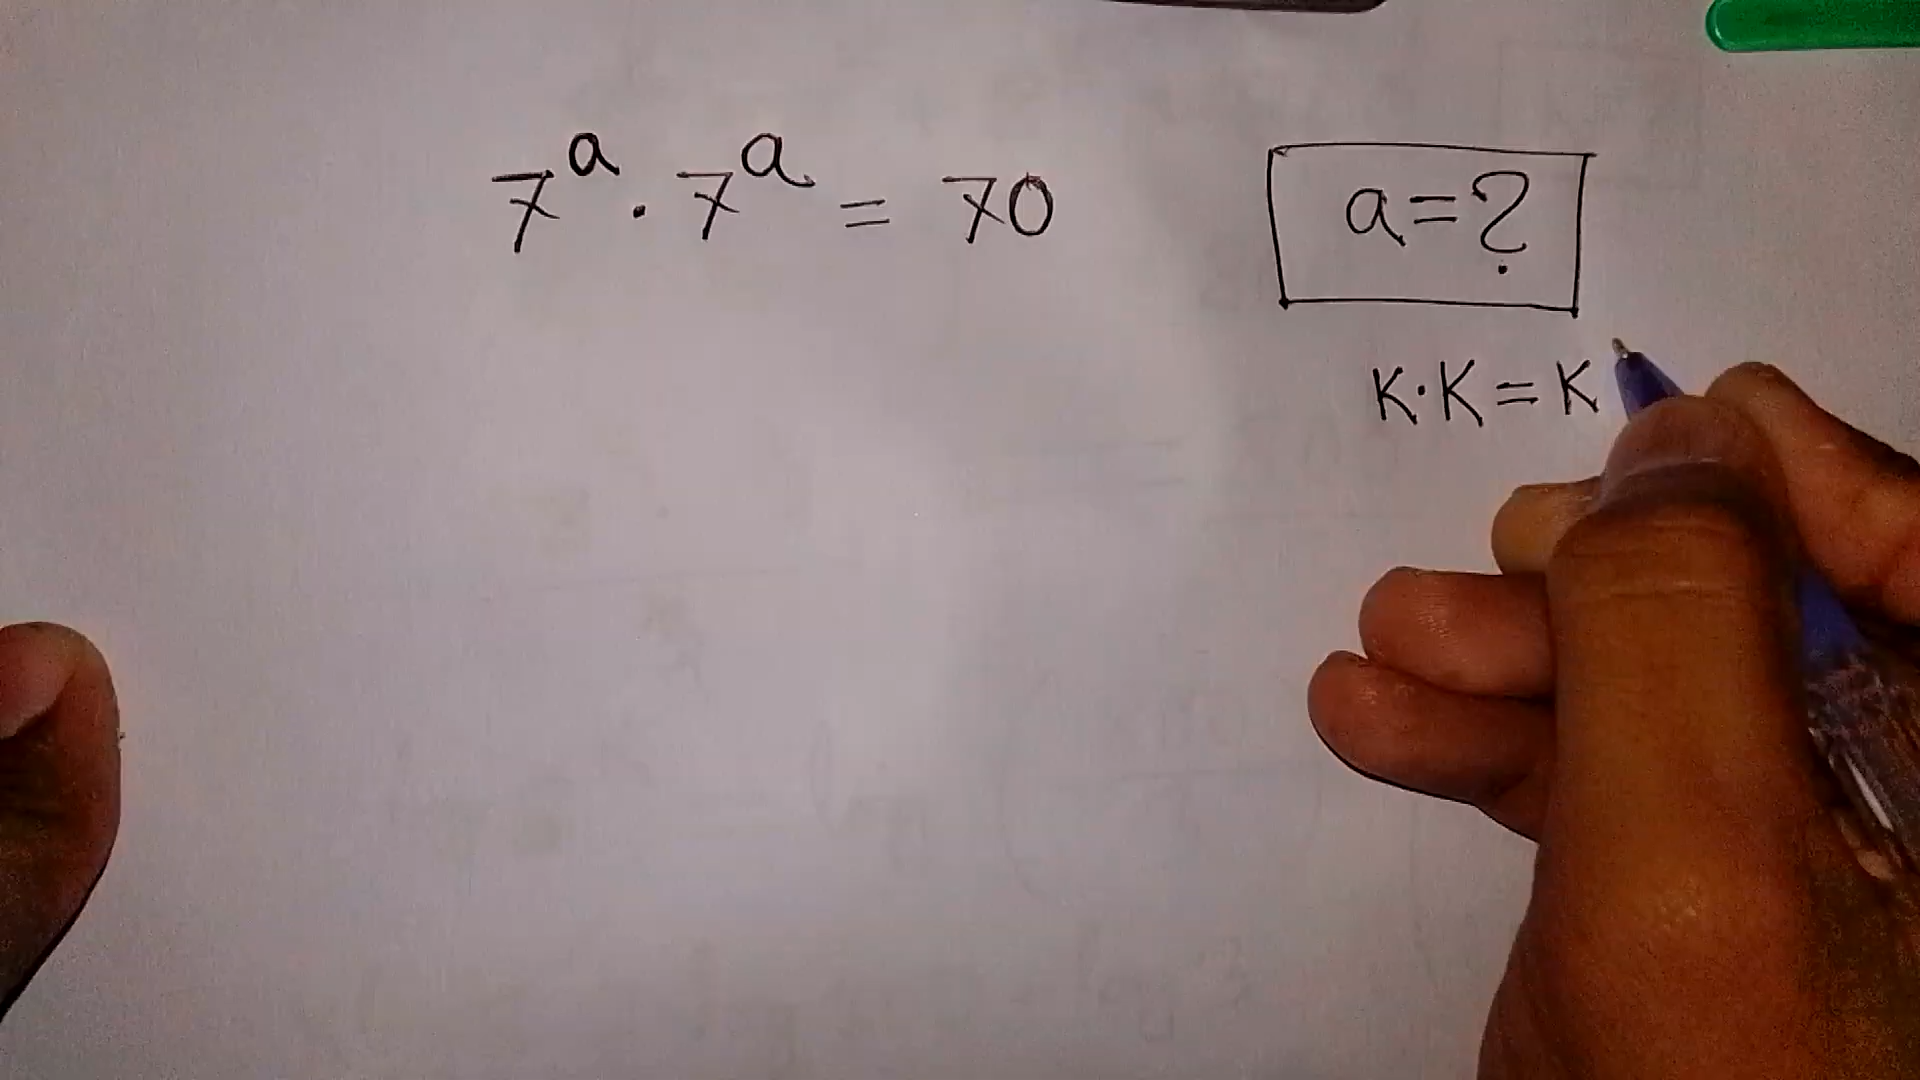 7^a · 7^a = 70
a = ?
K·K = K